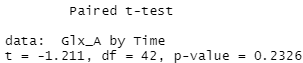 Paired t-test
data:  Glx_A by Time
t = -1.211, df = 42, p-value = 0.2326